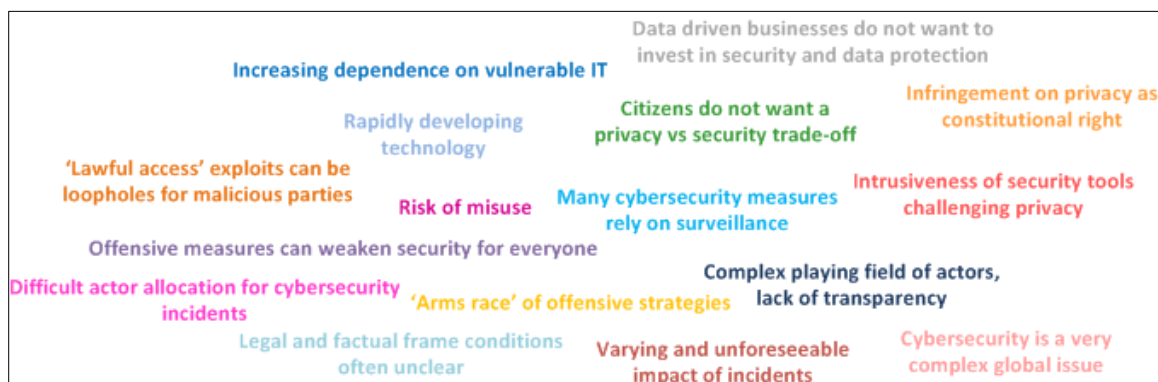 Data driven businesses do not want to
invest in security and data protection
Increasing dependence on vulnerable IT
Infringement on privacy as
constitutional right
Citizens do not want a
privacy vs security trade-off
Rapidly developing
technology
‘Lawful access’ exploits can be
loopholes for malicious parties
Intrusiveness of security tools
challenging privacy
Many cybersecurity measures
rely on surveillance
Risk of misuse
Offensive measures can weaken security for everyone
Complex playing field of actors,
lack of transparency
Difficult actor allocation for cybersecurity
incidents
‘Arms race’ of offensive strategies
Legal and factual frame conditions
often unclear
Varying and unforeseeable
impact of incidents
Cybersecurity is a very
complex global issue